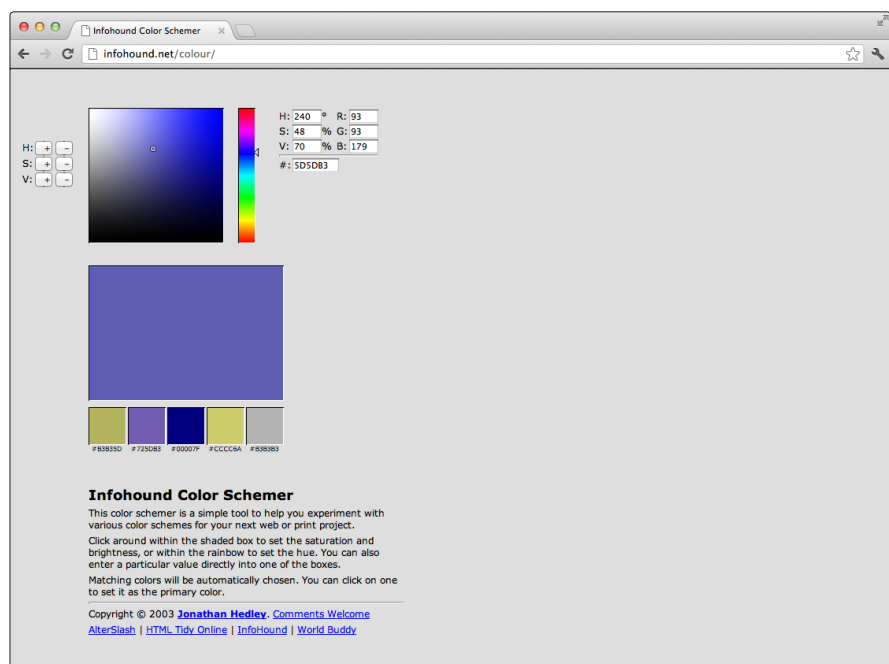 Infohound Color Schemer
infohound.net/colour/
H: 240 ° R: 93
S: 48 % G: 93
V: 70 % B: 179
#: 5D5DB3
H: + -
S: + -
V: + -
#B3B35D #725DB3 #00007F #CCCC6A #B3B3B3
Infohound Color Schemer
This color schemer is a simple tool to help you experiment with
various color schemes for your next web or print project.
Click around within the shaded box to set the saturation and
brightness, or within the rainbow to set the hue. You can also
enter a particular value directly into one of the boxes.
Matching colors will be automatically chosen. You can click on one
to set it as the primary color.
Copyright © 2003 Jonathan Hedley. Comments Welcome
AlterSlash | HTML Tidy Online | InfoHound | World Buddy